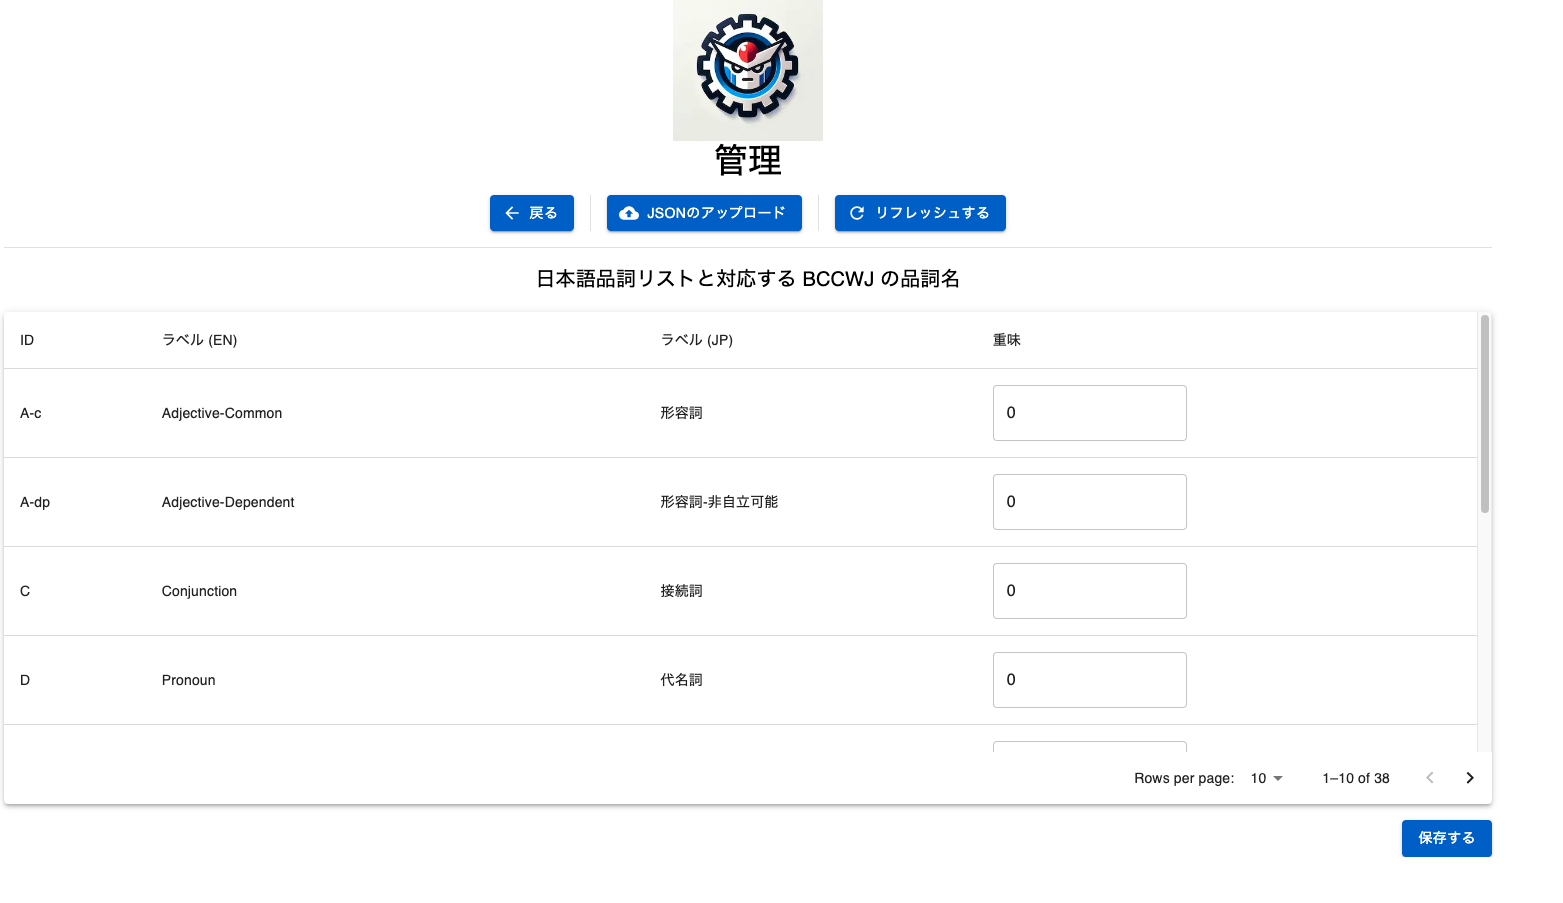 管理
戻る
JSONのアップロード
リフレッシュする
日本語品詞リストと対応する BCCWJ の品詞名
ID ラベル (EN) ラベル (JP) 重味
A-c Adjective-Common 形容詞 0
A-dp Adjective-Dependent 形容詞-非自立可能 0
C Conjunction 接続詞 0
D Pronoun 代名詞 0
Rows per page: 10 1–10 of 38
保存する